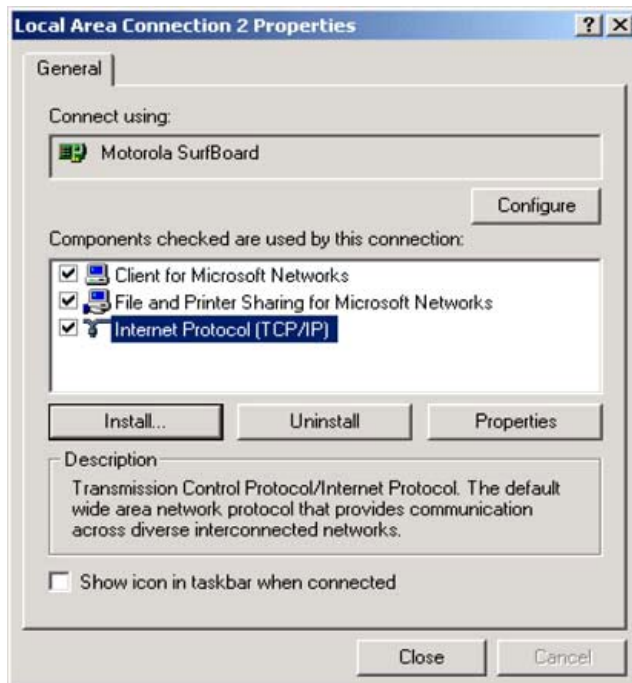 Local Area Connection 2 Properties
General
Connect using:
Motorola SurfBoard
Configure
Components checked are used by this connection:
Client for Microsoft Networks
File and Printer Sharing for Microsoft Networks
Internet Protocol (TCP/IP)
Install... Uninstall Properties
Description
Transmission Control Protocol/Internet Protocol. The default
wide area network protocol that provides communication
across diverse interconnected networks.
Show icon in taskbar when connected
Close Cancel